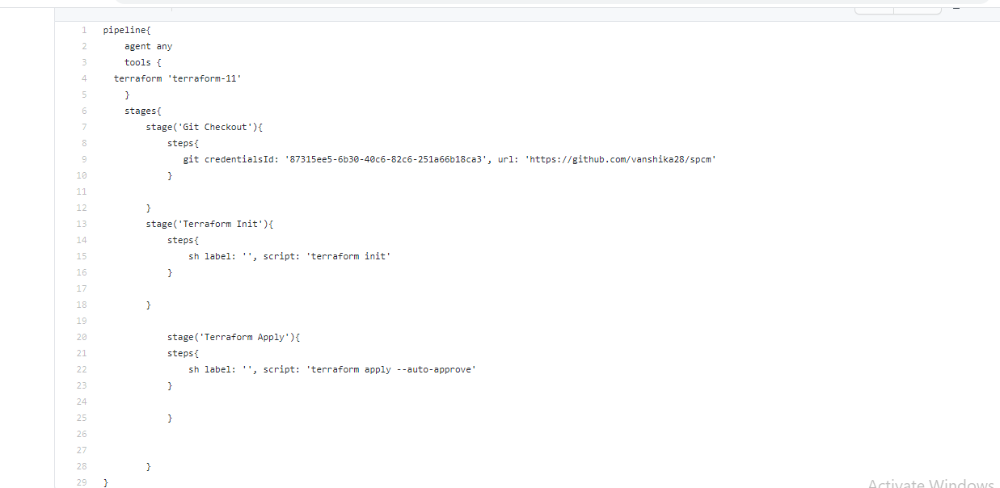 1 pipeline{
2 agent any
3 tools {
4 terraform 'terraform-11'
5 }
6 stages{
7 stage('Git Checkout'){
8 steps{
9 git credentialsId: '87315ee5-6b30-40c6-82c6-251a66b18ca3', url: 'https://github.com/vanshika28/spcm'
10 }
11
12 }
13 stage('Terraform Init'){
14 steps{
15 sh label: '', script: 'terraform init'
16 }
17
18 }
19
20 stage('Terraform Apply'){
21 steps{
22 sh label: '', script: 'terraform apply --auto-approve'
23 }
24
25 }
26
27
28 }
29 }
Activate Windows